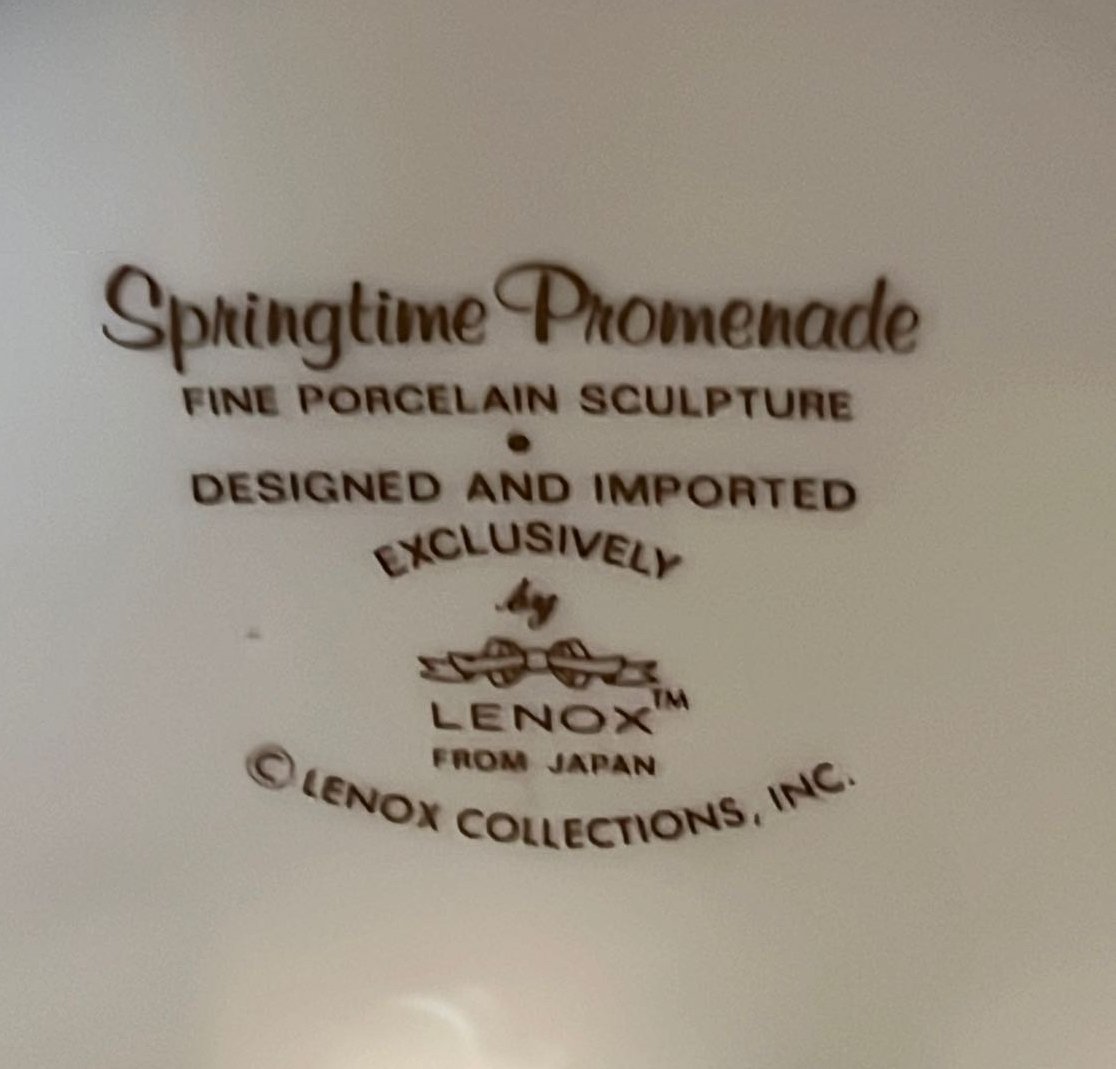 Springtime Promenade
FINE PORCELAIN SCULPTURE
•
DESIGNED AND IMPORTED
EXCLUSIVELY
by
LENOX™
FROM JAPAN
© LENOX COLLECTIONS, INC.